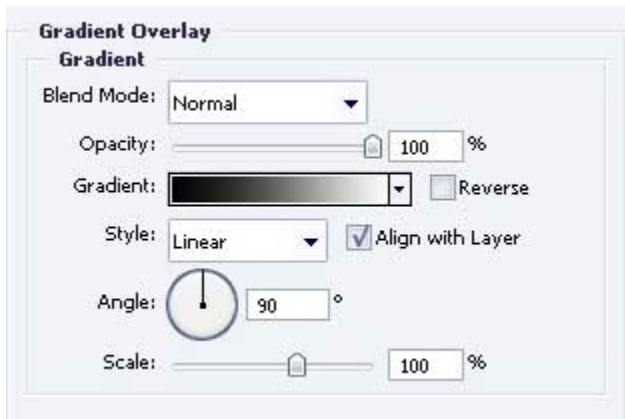 Gradient Overlay
Gradient
Blend Mode: Normal
Opacity: 100 %
Gradient: Reverse
Style: Linear Align with Layer
Angle: 90 °
Scale: 100 %